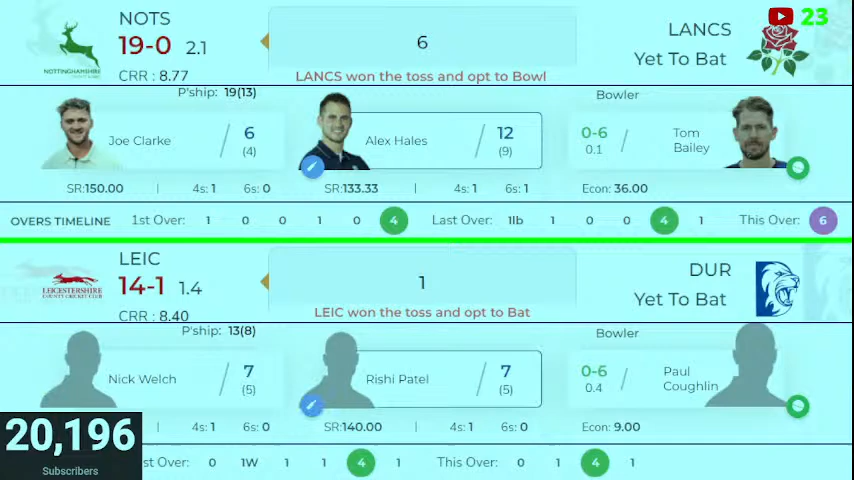 NOTS
19-0 2.1
CRR : 8.77
6
LANCS won the toss and opt to Bowl
LANCS
Yet To Bat
23
NOTTINGHAMSHIRE
P'ship: 19(13)
Joe Clarke / 6 (4)
Alex Hales / 12 (9)
Bowler
0-6 / 0.1
Tom Bailey
SR:150.00 | 4s: 1 6s: 0
SR:133.33 | 4s: 1 6s: 1
Econ: 36.00
OVERS TIMELINE 1st Over: 1 0 0 1 0 4 Last Over: 1lb 1 0 0 4 1 This Over: 6
LEIC
14-1 1.4
CRR : 8.40
1
LEIC won the toss and opt to Bat
DUR
Yet To Bat
LEICESTERSHIRE
COUNTY CRICKET CLUB
P'ship: 13(8)
Nick Welch / 7 (5)
Rishi Patel / 7 (5)
Bowler
0-6 / 0.4
Paul Coughlin
| 4s: 1 6s: 0
SR:140.00 | 4s: 1 6s: 0
Econ: 9.00
20,196
Subscribers
st Over: 0 1W 1 1 4 1 This Over: 0 1 4 1